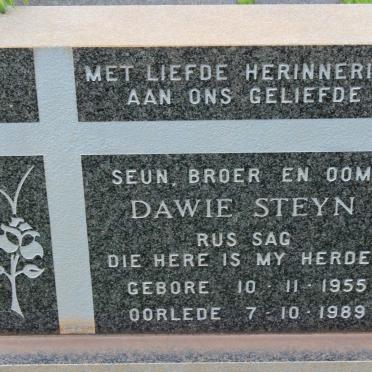 MET LIEFDE HERINNERI
AAN ONS GELIEFDE
SEUN, BROER EN OOM
DAWIE STEYN
RUS SAG
DIE HERE IS MY HERDE
GEBORE 10 · 11 · 1955
OORLEDE 7 · 10 · 1989